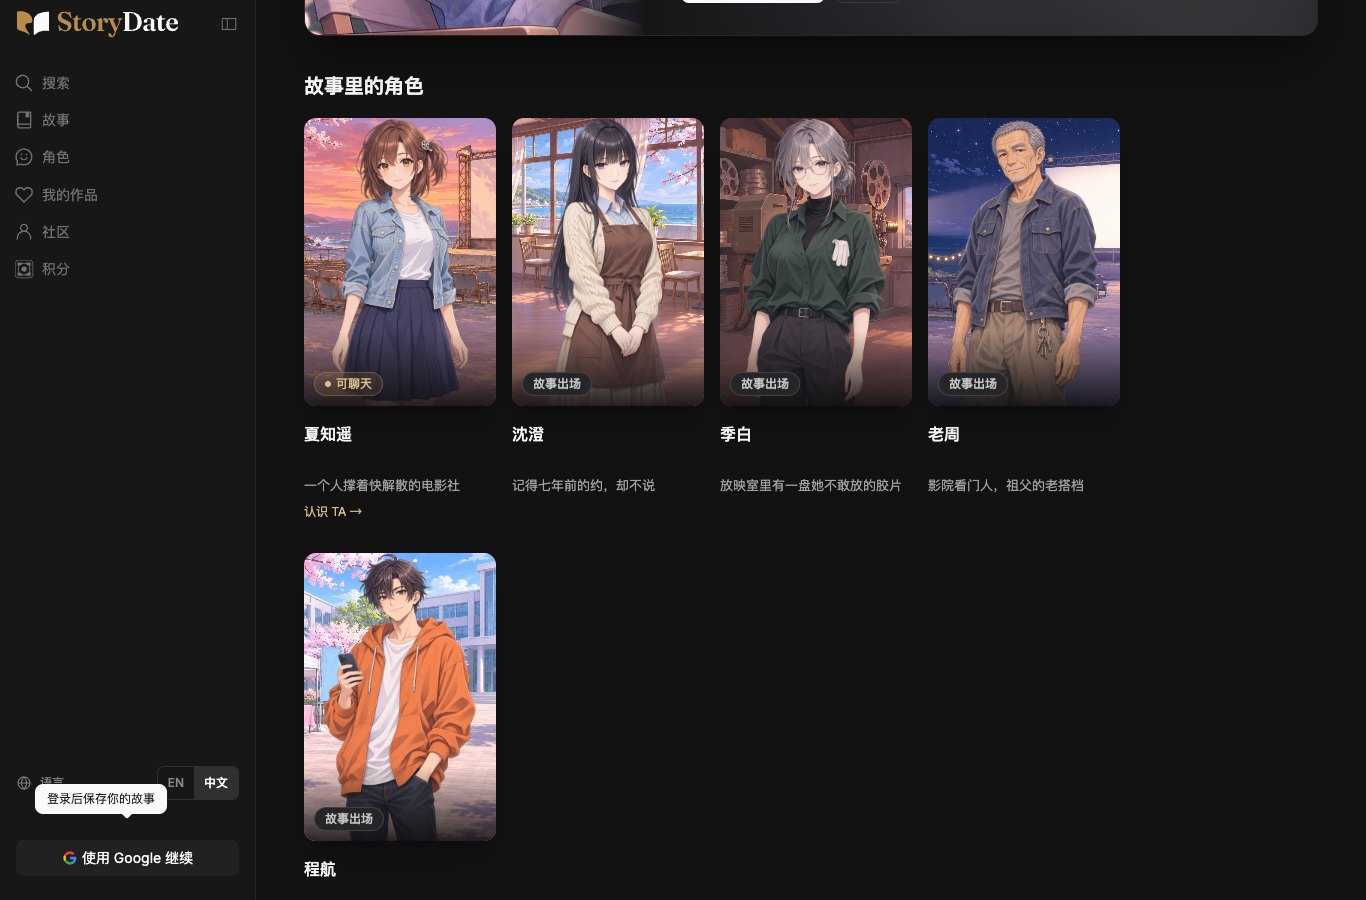 StoryDate
搜索
故事
角色
我的作品
社区
积分
语言
EN
中文
登录后保存你的故事
使用 Google 继续
故事里的角色
可聊天
故事出场
故事出场
故事出场
夏知遥
沈澄
季白
老周
一个人撑着快解散的电影社
记得七年前的约，却不说
放映室里有一盘她不敢放的胶片
影院看门人，祖父的老搭档
认识 TA →
故事出场
程航